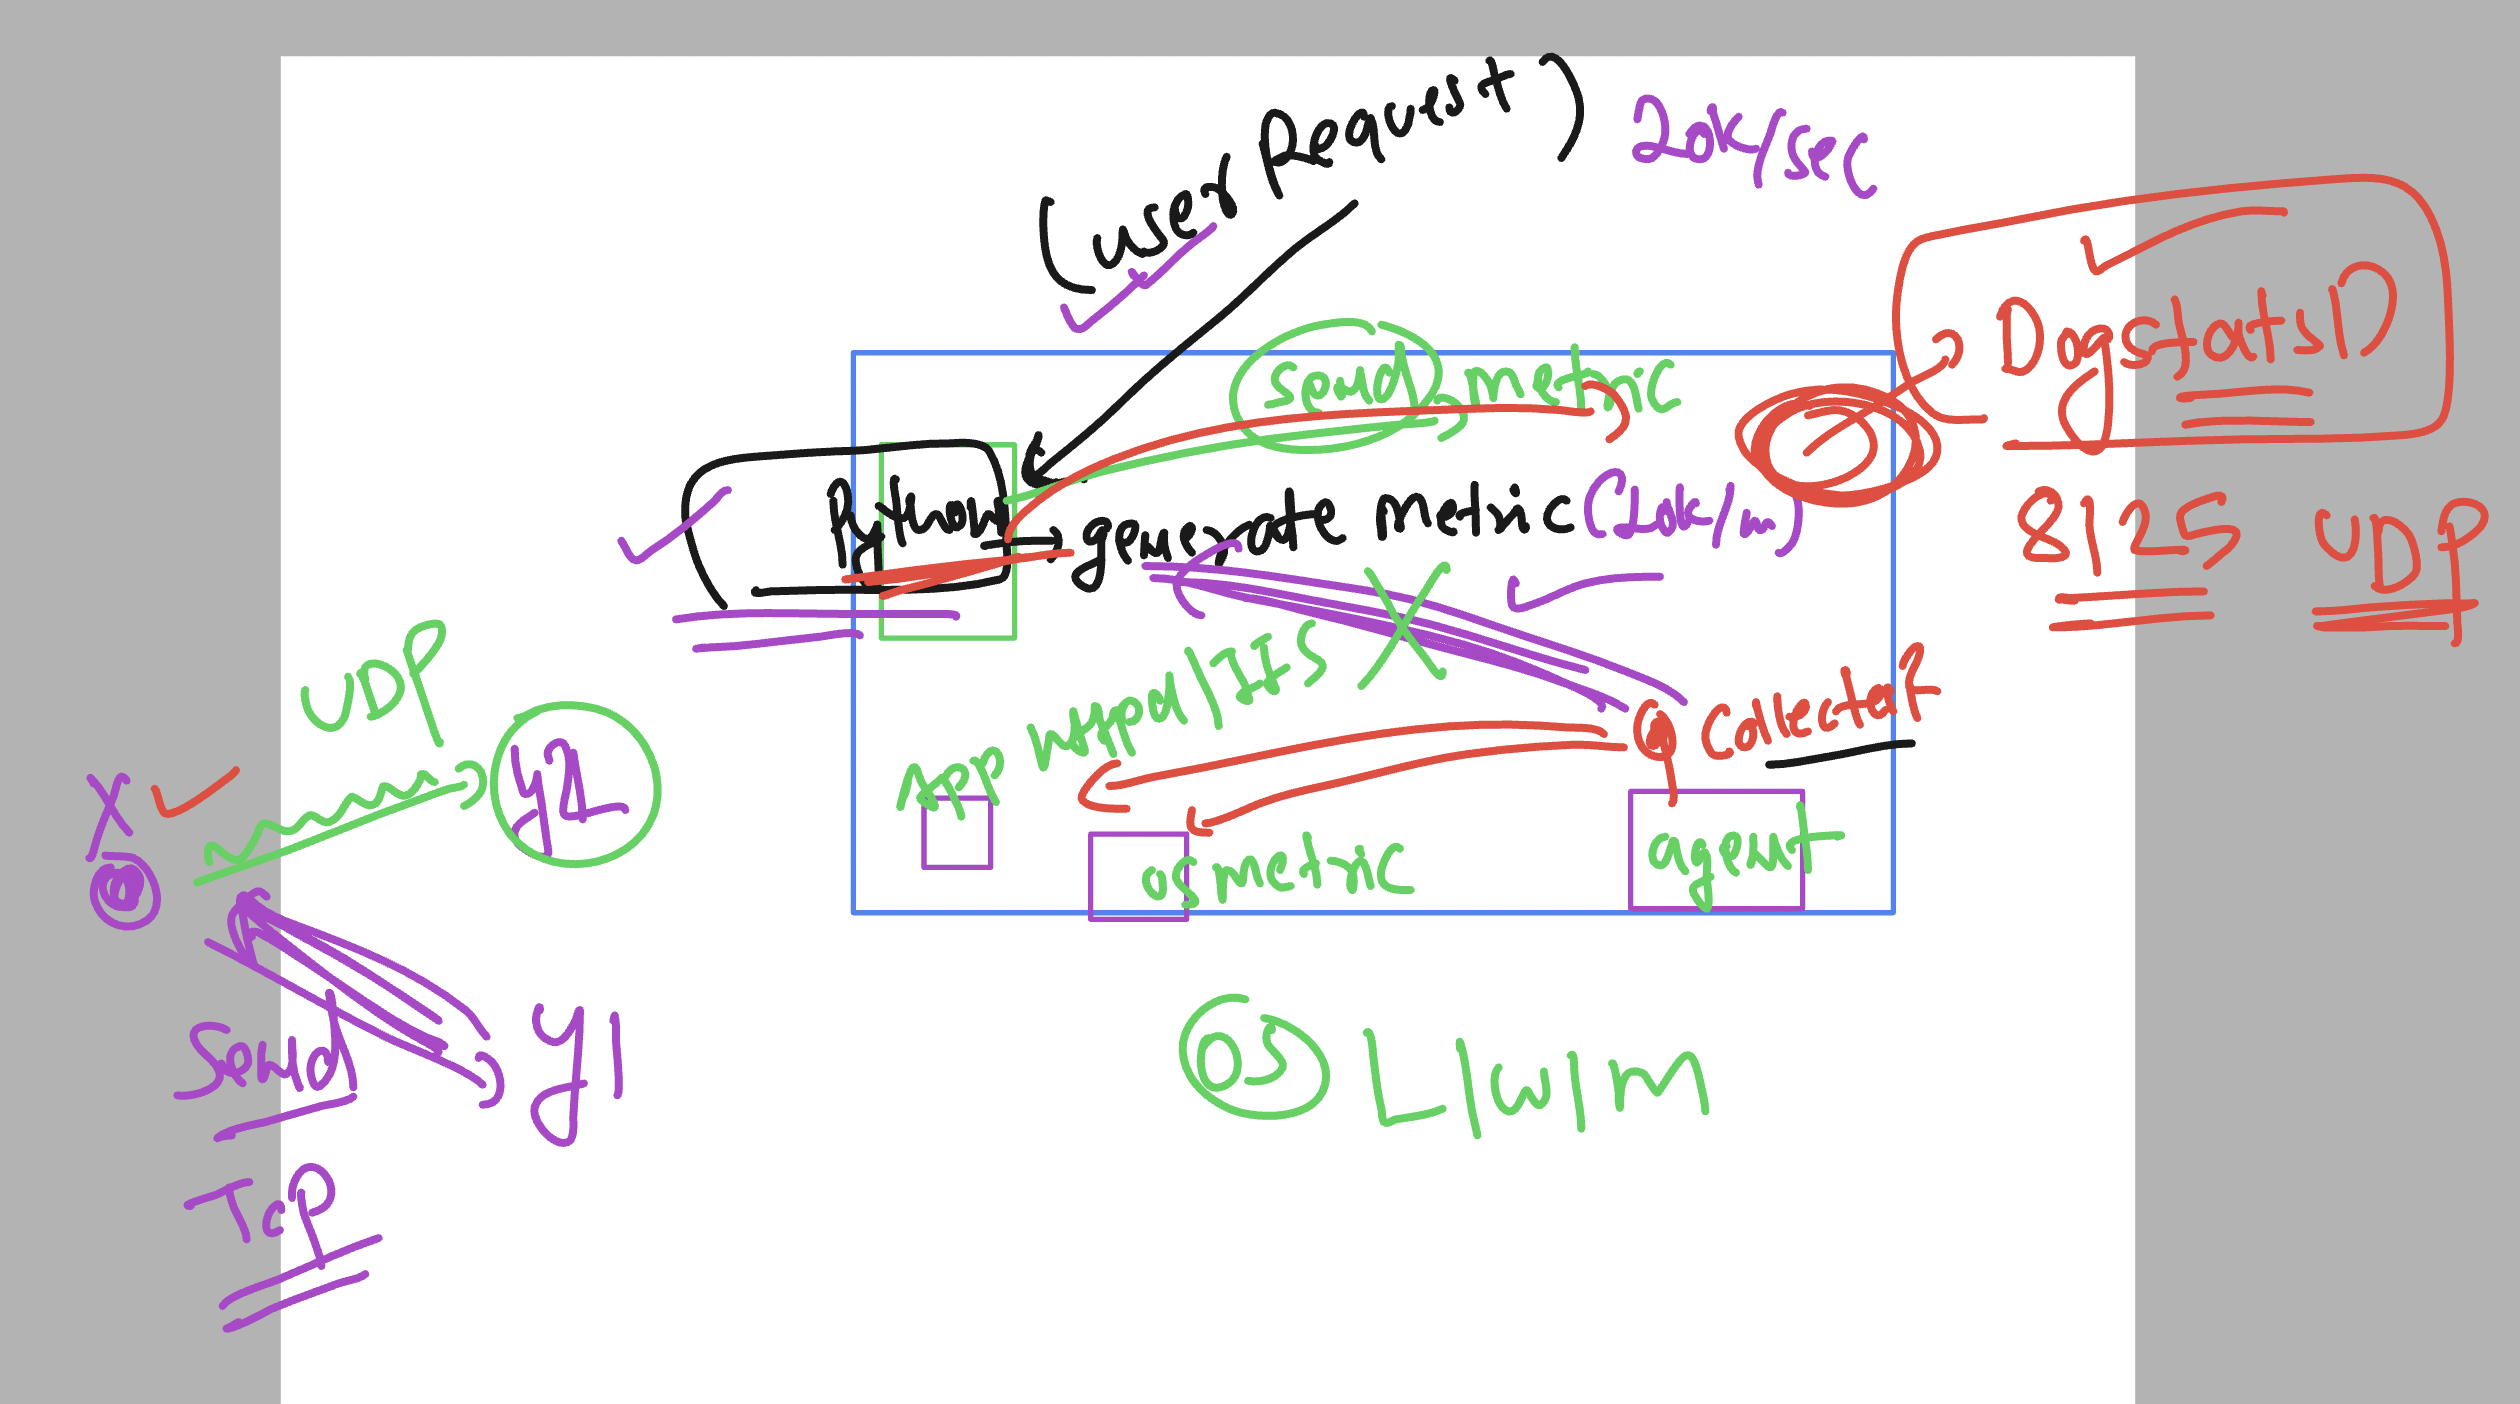 (user Request) 20k/sec
DogstatsD
send metric
Python generate metric (10k/m)
8125 UDP
UDP
X
app nginx/IIS X
collector
y2
@
os metric
agent
Send
y1
OS L/W/M
TCP